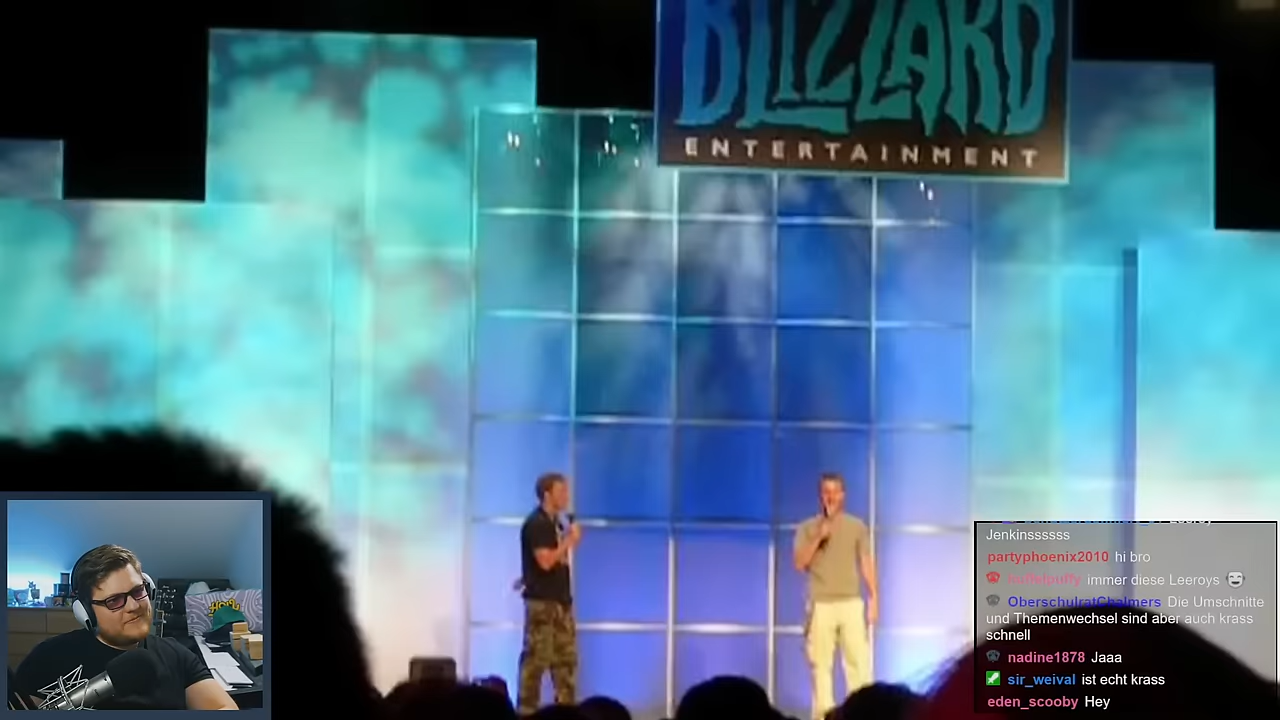 BLIZZARD
ENTERTAINMENT
Jenkinssssss
partyphoenix2010 hi bro
immer diese Leeroys
OberschulratChalmers Die Umschnitte
und Themenwechsel sind aber auch krass
schnell
nadine1878 Jaaa
sir_weival ist echt krass
eden_scooby Hey